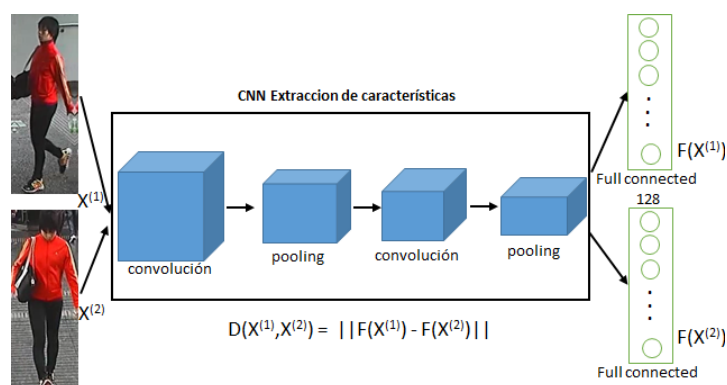 CNN Extraccion de características
X(1)
F(X(1))
Full connected
128
convolución
pooling
convolución
pooling
X(2)
D(X(1),X(2)) = ||F(X(1) - F(X(2))||
F(X(2))
Full connected